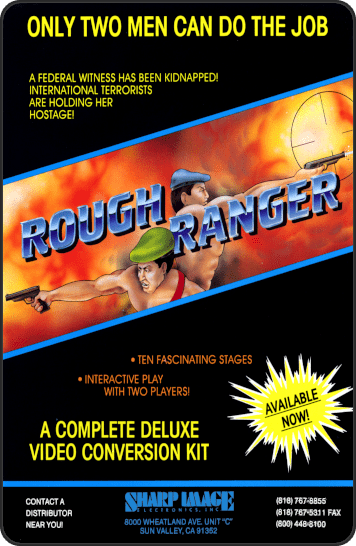 ONLY TWO MEN CAN DO THE JOB
A FEDERAL WITNESS HAS BEEN KIDNAPPED!
INTERNATIONAL TERRORISTS
ARE HOLDING HER
HOSTAGE!
ROUGH
RANGER
• TEN FASCINATING STAGES
• INTERACTIVE PLAY
WITH TWO PLAYERS!
AVAILABLE
NOW!
A COMPLETE DELUXE
VIDEO CONVERSION KIT
CONTACT A
DISTRIBUTOR
NEAR YOU!
SHARP IMAGE
ELECTRONICS, INC
8000 WHEATLAND AVE. UNIT "C"
SUN VALLEY, CA 91352
(818) 767-8855
(818) 767-5311 FAX
(800) 448-8100